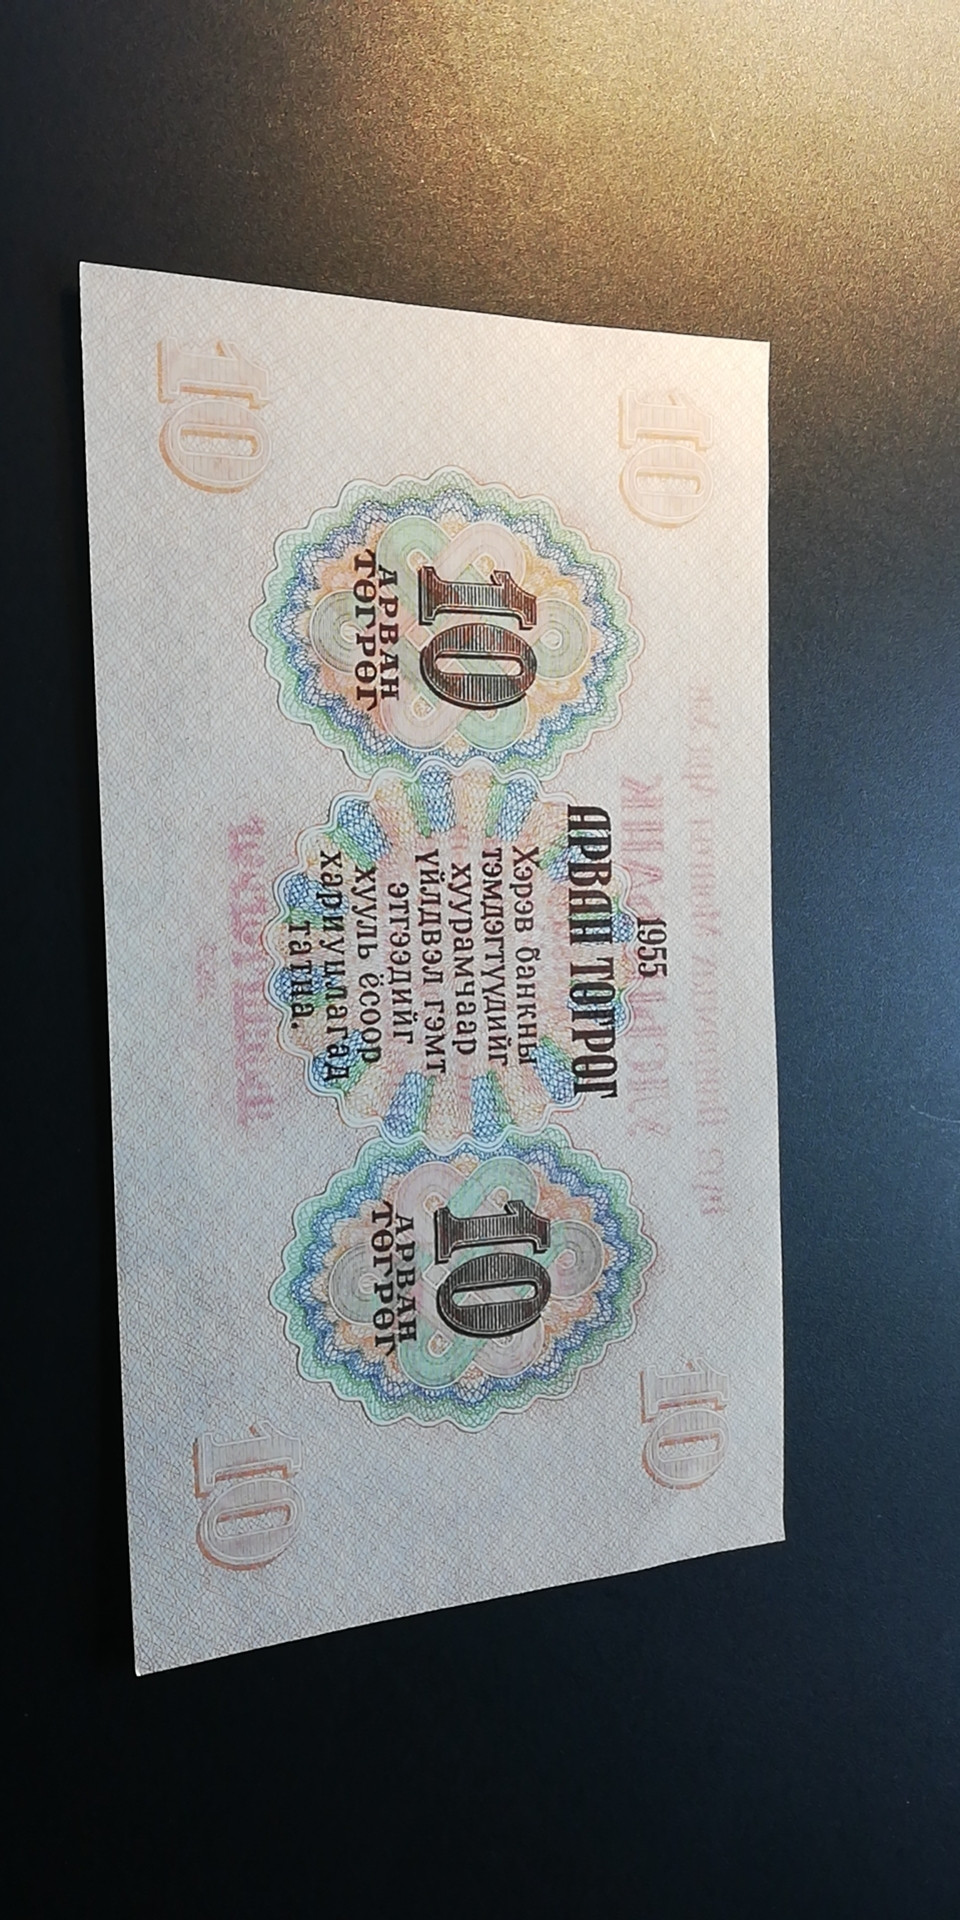 10
10
1955
АРВАН ТӨГРӨГ
10
АРВАН
ТӨГРӨГ
Хэрэв банкны
тэмдэгтүүдийг
хуурамчаар
үйлдвэл гэмт
этгээдийг
хууль ёсоор
хариуцлагад
татна.
10
АРВАН
ТӨГРӨГ
10
10